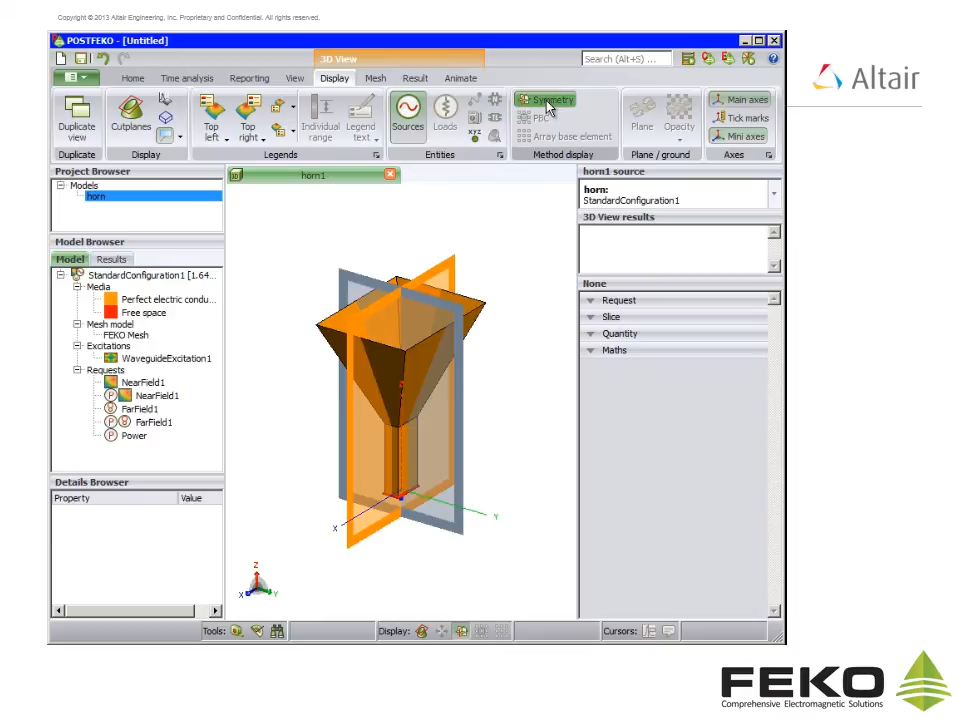 Copyright © 2013 Altair Engineering, Inc. Proprietary and Confidential. All rights reserved.
POSTFEKO - [Untitled]
3D View
Search (Alt+S) ...
Home Time analysis Reporting View Display Mesh Result Animate
Duplicate view
Cutplanes
Top left
Top right
Individual range
Legend text
Sources
Loads
xyz
Symmetry
PBC
Array base element
Plane
Opacity
Main axes
Tick marks
Mini axes
Duplicate Display Legends Entities Method display Plane / ground Axes
Project Browser
Models
horn
Model Browser
Model Results
StandardConfiguration1 [1.64...
Media
Perfect electric condu...
Free space
Mesh model
FEKO Mesh
Excitations
WaveguideExcitation1
Requests
NearField1
P NearField1
FarField1
P FarField1
P Power
Details Browser
Property Value
3D horn1
X
Y
Z
X Y
horn1 source
horn:
StandardConfiguration1
3D View results
None
Request
Slice
Quantity
Maths
Tools: Display: Cursors:
Altair
FEKO
Comprehensive Electromagnetic Solutions